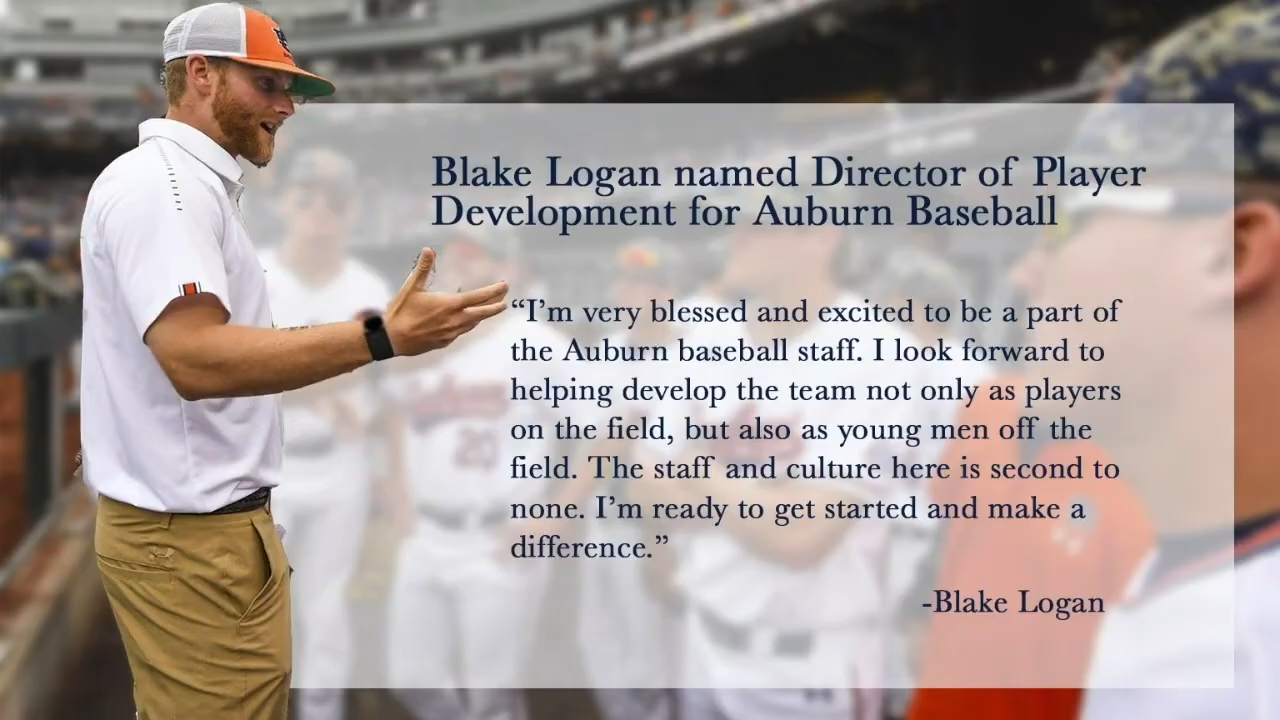 Blake Logan named Director of Player
Development for Auburn Baseball
“I’m very blessed and excited to be a part of
the Auburn baseball staff. I look forward to
helping develop the team not only as players
on the field, but also as young men off the
field. The staff and culture here is second to
none. I’m ready to get started and make a
difference.”
-Blake Logan